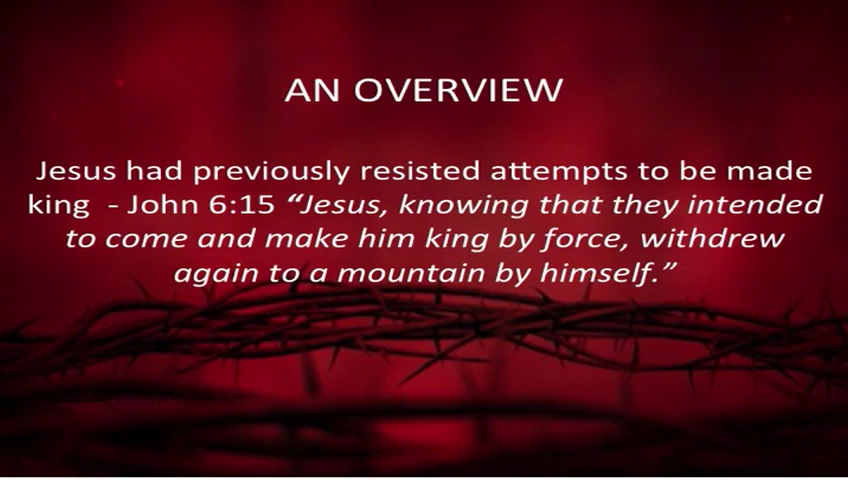 AN OVERVIEW
Jesus had previously resisted attempts to be made
king  - John 6:15 “Jesus, knowing that they intended
to come and make him king by force, withdrew
again to a mountain by himself.”